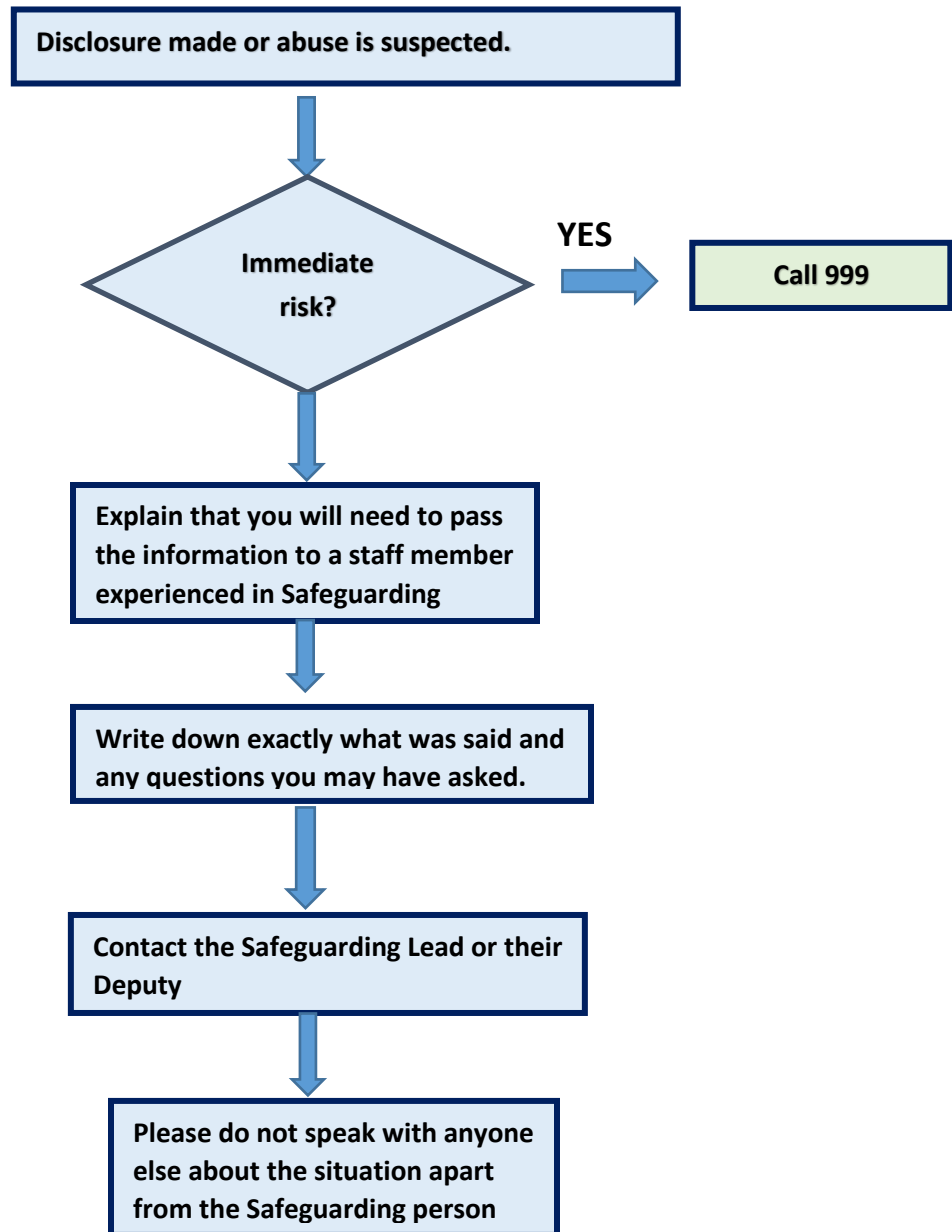 Disclosure made or abuse is suspected.
Immediate
risk?
YES
Call 999
Explain that you will need to pass
the information to a staff member
experienced in Safeguarding
Write down exactly what was said and
any questions you may have asked.
Contact the Safeguarding Lead or their
Deputy
Please do not speak with anyone
else about the situation apart
from the Safeguarding person